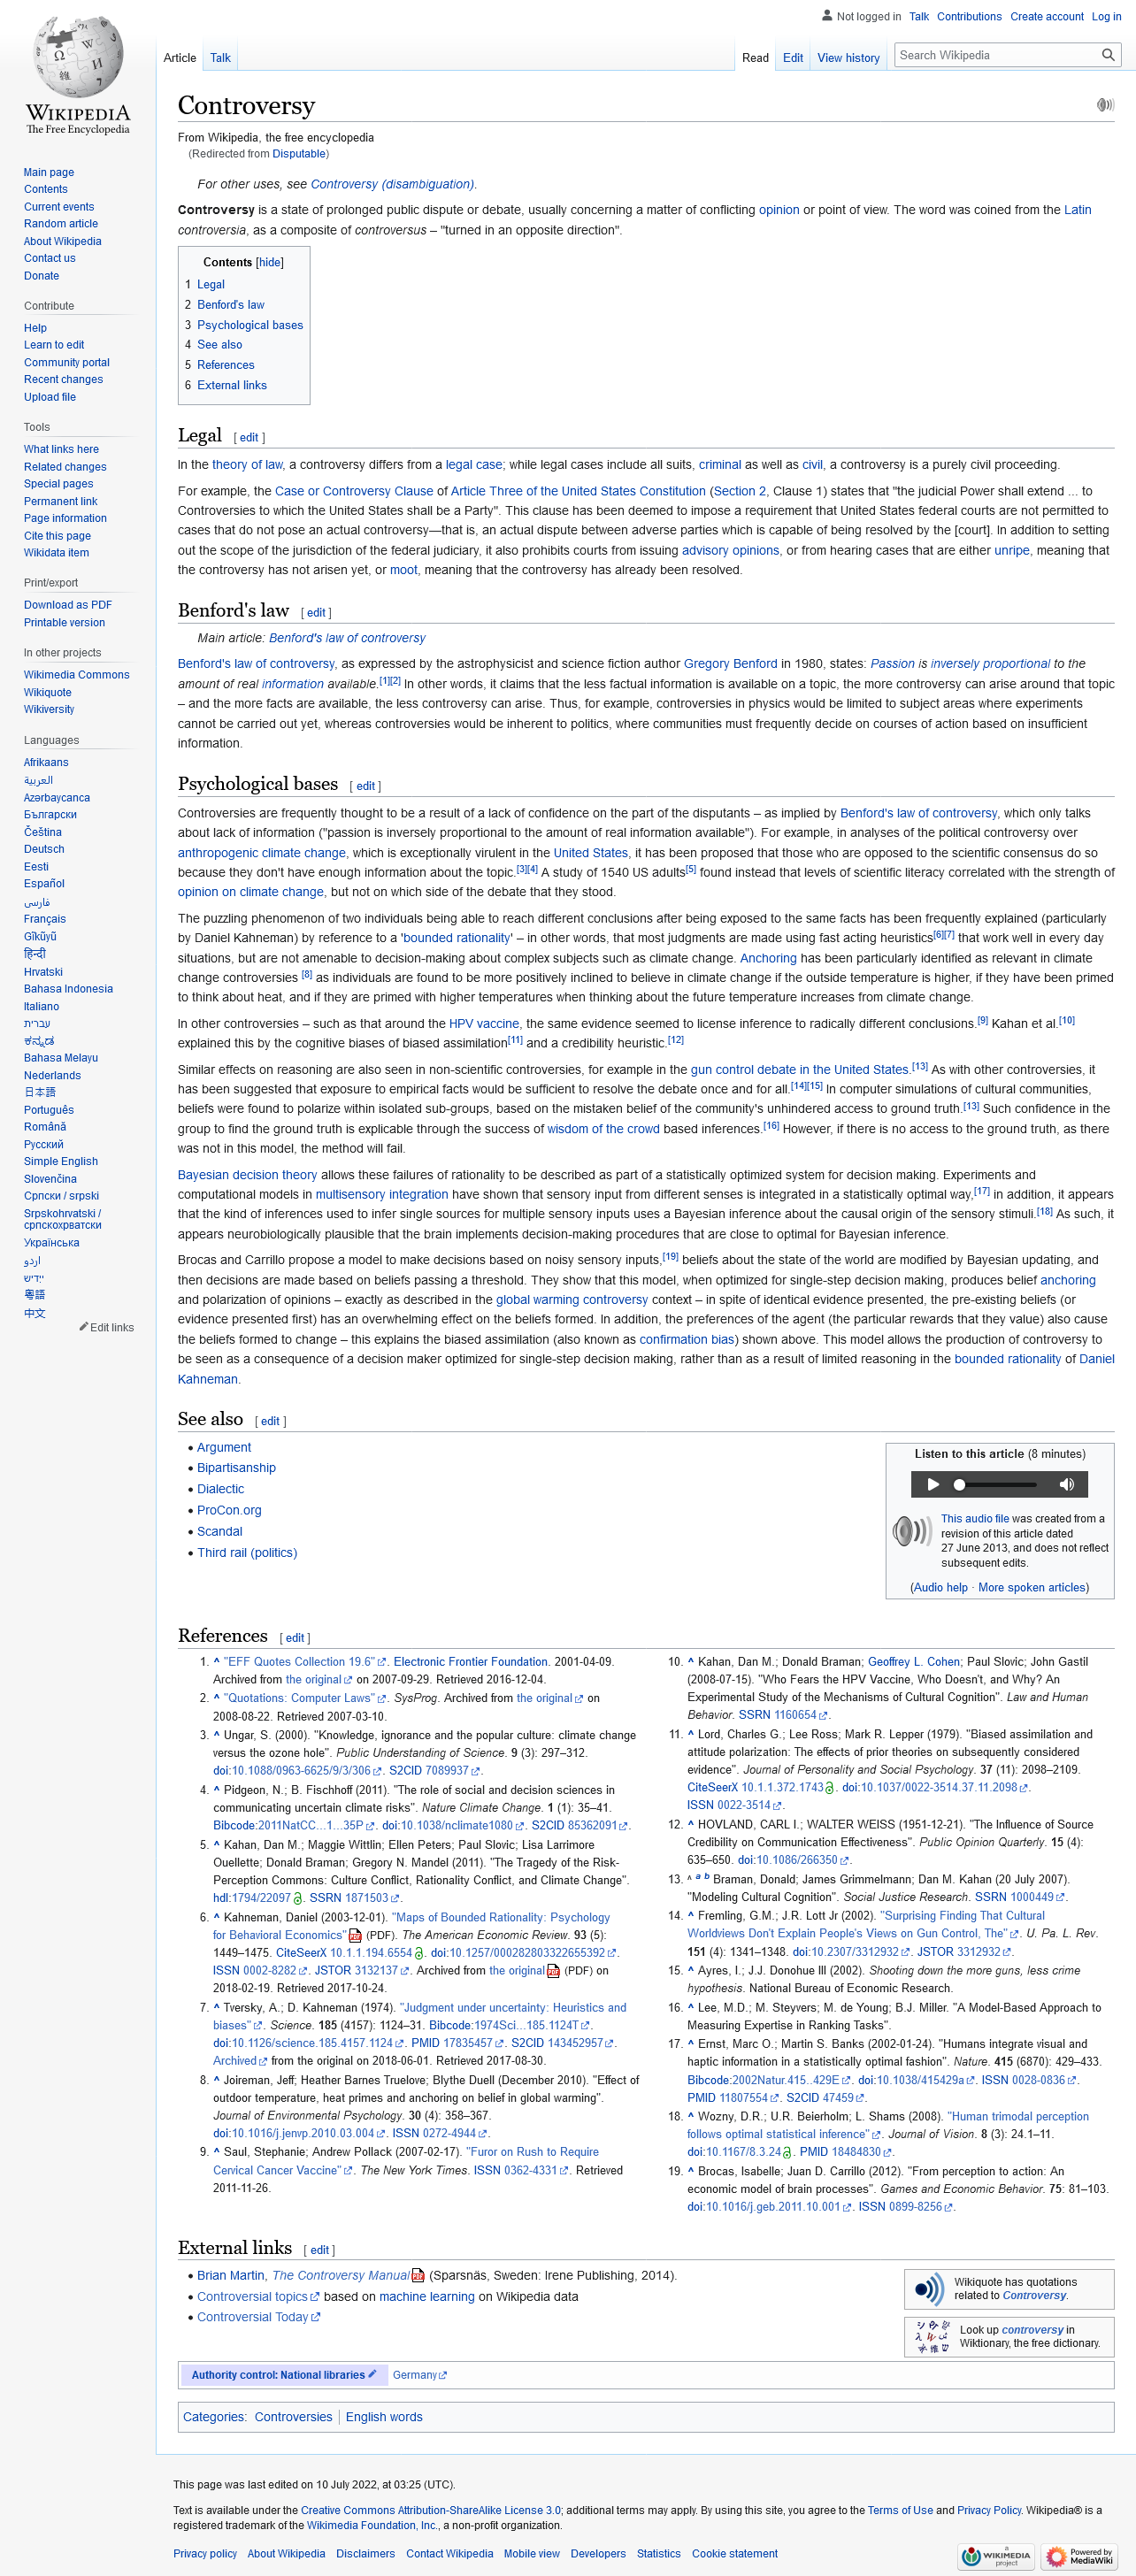 Not logged in Talk Contributions Create account Log in
Article Talk
Read Edit View history Search Wikipedia
WIKIPEDIA
The Free Encyclopedia
Main page
Contents
Current events
Random article
About Wikipedia
Contact us
Donate
Contribute
Help
Learn to edit
Community portal
Recent changes
Upload file
Tools
What links here
Related changes
Special pages
Permanent link
Page information
Cite this page
Wikidata item
Print/export
Download as PDF
Printable version
In other projects
Wikimedia Commons
Wikiquote
Wikiversity
Languages
Afrikaans
العربية
Azərbaycanca
Български
Čeština
Deutsch
Eesti
Español
فارسی
Français
Gĩkũyũ
हिन्दी
Hrvatski
Bahasa Indonesia
Italiano
עברית
ಕನ್ನಡ
Bahasa Melayu
Nederlands
日本語
Português
Română
Русский
Simple English
Slovenčina
Српски / srpski
Srpskohrvatski /
српскохрватски
Українська
اردو
ייִדיש
粵語
中文
Edit links
Controversy
From Wikipedia, the free encyclopedia
(Redirected from Disputable)
For other uses, see Controversy (disambiguation).
Controversy is a state of prolonged public dispute or debate, usually concerning a matter of conflicting opinion or point of view. The word was coined from the Latin
controversia, as a composite of controversus – "turned in an opposite direction".
Contents [hide]
1 Legal
2 Benford's law
3 Psychological bases
4 See also
5 References
6 External links
Legal [ edit ]
In the theory of law, a controversy differs from a legal case; while legal cases include all suits, criminal as well as civil, a controversy is a purely civil proceeding.
For example, the Case or Controversy Clause of Article Three of the United States Constitution (Section 2, Clause 1) states that "the judicial Power shall extend ... to
Controversies to which the United States shall be a Party". This clause has been deemed to impose a requirement that United States federal courts are not permitted to
cases that do not pose an actual controversy—that is, an actual dispute between adverse parties which is capable of being resolved by the [court]. In addition to setting
out the scope of the jurisdiction of the federal judiciary, it also prohibits courts from issuing advisory opinions, or from hearing cases that are either unripe, meaning that
the controversy has not arisen yet, or moot, meaning that the controversy has already been resolved.
Benford's law [ edit ]
Main article: Benford's law of controversy
Benford's law of controversy, as expressed by the astrophysicist and science fiction author Gregory Benford in 1980, states: Passion is inversely proportional to the
amount of real information available.[1][2] In other words, it claims that the less factual information is available on a topic, the more controversy can arise around that topic
– and the more facts are available, the less controversy can arise. Thus, for example, controversies in physics would be limited to subject areas where experiments
cannot be carried out yet, whereas controversies would be inherent to politics, where communities must frequently decide on courses of action based on insufficient
information.
Psychological bases [ edit ]
Controversies are frequently thought to be a result of a lack of confidence on the part of the disputants – as implied by Benford's law of controversy, which only talks
about lack of information ("passion is inversely proportional to the amount of real information available"). For example, in analyses of the political controversy over
anthropogenic climate change, which is exceptionally virulent in the United States, it has been proposed that those who are opposed to the scientific consensus do so
because they don't have enough information about the topic.[3][4] A study of 1540 US adults[5] found instead that levels of scientific literacy correlated with the strength of
opinion on climate change, but not on which side of the debate that they stood.
The puzzling phenomenon of two individuals being able to reach different conclusions after being exposed to the same facts has been frequently explained (particularly
by Daniel Kahneman) by reference to a 'bounded rationality' – in other words, that most judgments are made using fast acting heuristics[6][7] that work well in every day
situations, but are not amenable to decision-making about complex subjects such as climate change. Anchoring has been particularly identified as relevant in climate
change controversies [8] as individuals are found to be more positively inclined to believe in climate change if the outside temperature is higher, if they have been primed
to think about heat, and if they are primed with higher temperatures when thinking about the future temperature increases from climate change.
In other controversies – such as that around the HPV vaccine, the same evidence seemed to license inference to radically different conclusions.[9] Kahan et al.[10]
explained this by the cognitive biases of biased assimilation[11] and a credibility heuristic.[12]
Similar effects on reasoning are also seen in non-scientific controversies, for example in the gun control debate in the United States.[13] As with other controversies, it
has been suggested that exposure to empirical facts would be sufficient to resolve the debate once and for all.[14][15] In computer simulations of cultural communities,
beliefs were found to polarize within isolated sub-groups, based on the mistaken belief of the community's unhindered access to ground truth.[13] Such confidence in the
group to find the ground truth is explicable through the success of wisdom of the crowd based inferences.[16] However, if there is no access to the ground truth, as there
was not in this model, the method will fail.
Bayesian decision theory allows these failures of rationality to be described as part of a statistically optimized system for decision making. Experiments and
computational models in multisensory integration have shown that sensory input from different senses is integrated in a statistically optimal way,[17] in addition, it appears
that the kind of inferences used to infer single sources for multiple sensory inputs uses a Bayesian inference about the causal origin of the sensory stimuli.[18] As such, it
appears neurobiologically plausible that the brain implements decision-making procedures that are close to optimal for Bayesian inference.
Brocas and Carrillo propose a model to make decisions based on noisy sensory inputs,[19] beliefs about the state of the world are modified by Bayesian updating, and
then decisions are made based on beliefs passing a threshold. They show that this model, when optimized for single-step decision making, produces belief anchoring
and polarization of opinions – exactly as described in the global warming controversy context – in spite of identical evidence presented, the pre-existing beliefs (or
evidence presented first) has an overwhelming effect on the beliefs formed. In addition, the preferences of the agent (the particular rewards that they value) also cause
the beliefs formed to change – this explains the biased assimilation (also known as confirmation bias) shown above. This model allows the production of controversy to
be seen as a consequence of a decision maker optimized for single-step decision making, rather than as a result of limited reasoning in the bounded rationality of Daniel
Kahneman.
See also [ edit ]
• Argument
• Bipartisanship
• Dialectic
• ProCon.org
• Scandal
• Third rail (politics)
Listen to this article (8 minutes)
This audio file was created from a
revision of this article dated
27 June 2013, and does not reflect
subsequent edits.
(Audio help · More spoken articles)
References [ edit ]
1. ^ "EFF Quotes Collection 19.6". Electronic Frontier Foundation. 2001-04-09.
Archived from the original on 2007-09-29. Retrieved 2016-12-04.
2. ^ "Quotations: Computer Laws". SysProg. Archived from the original on
2008-08-22. Retrieved 2007-03-10.
3. ^ Ungar, S. (2000). "Knowledge, ignorance and the popular culture: climate change
versus the ozone hole". Public Understanding of Science. 9 (3): 297–312.
doi:10.1088/0963-6625/9/3/306. S2CID 7089937.
4. ^ Pidgeon, N.; B. Fischhoff (2011). "The role of social and decision sciences in
communicating uncertain climate risks". Nature Climate Change. 1 (1): 35–41.
Bibcode:2011NatCC...1...35P. doi:10.1038/nclimate1080. S2CID 85362091.
5. ^ Kahan, Dan M.; Maggie Wittlin; Ellen Peters; Paul Slovic; Lisa Larrimore
Ouellette; Donald Braman; Gregory N. Mandel (2011). "The Tragedy of the Risk-
Perception Commons: Culture Conflict, Rationality Conflict, and Climate Change".
hdl:1794/22097. SSRN 1871503.
6. ^ Kahneman, Daniel (2003-12-01). "Maps of Bounded Rationality: Psychology
for Behavioral Economics" (PDF). The American Economic Review. 93 (5):
1449–1475. CiteSeerX 10.1.1.194.6554. doi:10.1257/000282803322655392.
ISSN 0002-8282. JSTOR 3132137. Archived from the original (PDF) on
2018-02-19. Retrieved 2017-10-24.
7. ^ Tversky, A.; D. Kahneman (1974). "Judgment under uncertainty: Heuristics and
biases". Science. 185 (4157): 1124–31. Bibcode:1974Sci...185.1124T.
doi:10.1126/science.185.4157.1124. PMID 17835457. S2CID 143452957.
Archived from the original on 2018-06-01. Retrieved 2017-08-30.
8. ^ Joireman, Jeff; Heather Barnes Truelove; Blythe Duell (December 2010). "Effect of
outdoor temperature, heat primes and anchoring on belief in global warming".
Journal of Environmental Psychology. 30 (4): 358–367.
doi:10.1016/j.jenvp.2010.03.004. ISSN 0272-4944.
9. ^ Saul, Stephanie; Andrew Pollack (2007-02-17). "Furor on Rush to Require
Cervical Cancer Vaccine". The New York Times. ISSN 0362-4331. Retrieved
2011-11-26.
10. ^ Kahan, Dan M.; Donald Braman; Geoffrey L. Cohen; Paul Slovic; John Gastil
(2008-07-15). "Who Fears the HPV Vaccine, Who Doesn't, and Why? An
Experimental Study of the Mechanisms of Cultural Cognition". Law and Human
Behavior. SSRN 1160654.
11. ^ Lord, Charles G.; Lee Ross; Mark R. Lepper (1979). "Biased assimilation and
attitude polarization: The effects of prior theories on subsequently considered
evidence". Journal of Personality and Social Psychology. 37 (11): 2098–2109.
CiteSeerX 10.1.1.372.1743. doi:10.1037/0022-3514.37.11.2098.
ISSN 0022-3514.
12. ^ HOVLAND, CARL I.; WALTER WEISS (1951-12-21). "The Influence of Source
Credibility on Communication Effectiveness". Public Opinion Quarterly. 15 (4):
635–650. doi:10.1086/266350.
13. ^ a b Braman, Donald; James Grimmelmann; Dan M. Kahan (20 July 2007).
"Modeling Cultural Cognition". Social Justice Research. SSRN 1000449.
14. ^ Fremling, G.M.; J.R. Lott Jr (2002). "Surprising Finding That Cultural
Worldviews Don't Explain People's Views on Gun Control, The". U. Pa. L. Rev.
151 (4): 1341–1348. doi:10.2307/3312932. JSTOR 3312932.
15. ^ Ayres, I.; J.J. Donohue III (2002). Shooting down the more guns, less crime
hypothesis. National Bureau of Economic Research.
16. ^ Lee, M.D.; M. Steyvers; M. de Young; B.J. Miller. "A Model-Based Approach to
Measuring Expertise in Ranking Tasks".
17. ^ Ernst, Marc O.; Martin S. Banks (2002-01-24). "Humans integrate visual and
haptic information in a statistically optimal fashion". Nature. 415 (6870): 429–433.
Bibcode:2002Natur.415..429E. doi:10.1038/415429a. ISSN 0028-0836.
PMID 11807554. S2CID 47459.
18. ^ Wozny, D.R.; U.R. Beierholm; L. Shams (2008). "Human trimodal perception
follows optimal statistical inference". Journal of Vision. 8 (3): 24.1–11.
doi:10.1167/8.3.24. PMID 18484830.
19. ^ Brocas, Isabelle; Juan D. Carrillo (2012). "From perception to action: An
economic model of brain processes". Games and Economic Behavior. 75: 81–103.
doi:10.1016/j.geb.2011.10.001. ISSN 0899-8256.
External links [ edit ]
• Brian Martin, The Controversy Manual (Sparsnäs, Sweden: Irene Publishing, 2014).
• Controversial topics based on machine learning on Wikipedia data
• Controversial Today
Wikiquote has quotations
related to Controversy.
Look up controversy in
Wiktionary, the free dictionary.
Authority control: National libraries Germany
Categories: Controversies English words
This page was last edited on 10 July 2022, at 03:25 (UTC).
Text is available under the Creative Commons Attribution-ShareAlike License 3.0; additional terms may apply. By using this site, you agree to the Terms of Use and Privacy Policy. Wikipedia® is a
registered trademark of the Wikimedia Foundation, Inc., a non-profit organization.
Privacy policy About Wikipedia Disclaimers Contact Wikipedia Mobile view Developers Statistics Cookie statement
A WIKIMEDIA
project
Powered by
MediaWiki